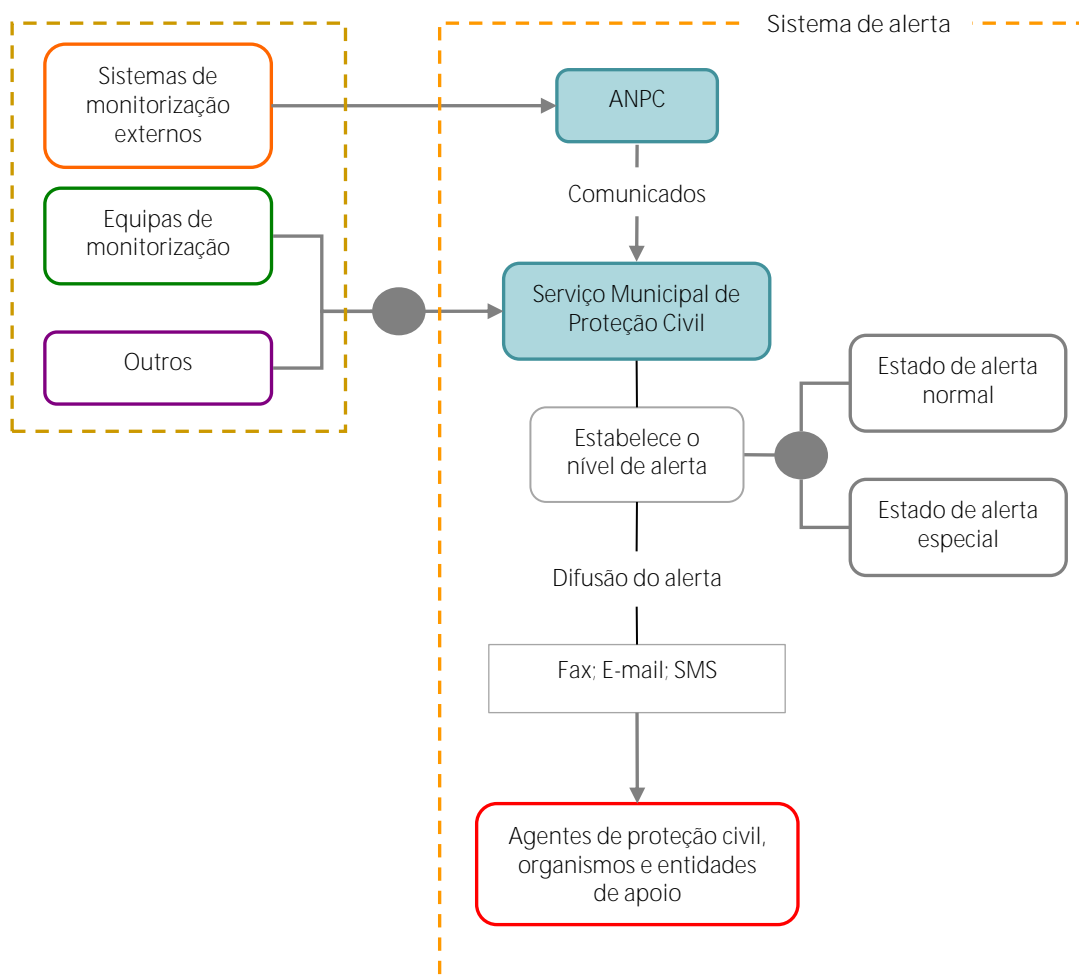 Sistema de alerta
Sistemas de
monitorização
externos
ANPC
Comunicados
Equipas de
monitorização
Serviço Municipal de
Proteção Civil
Outros
Estado de alerta
normal
Estabelece o
nível de alerta
Estado de alerta
especial
Difusão do alerta
Fax; E-mail; SMS
Agentes de proteção civil,
organismos e entidades
de apoio